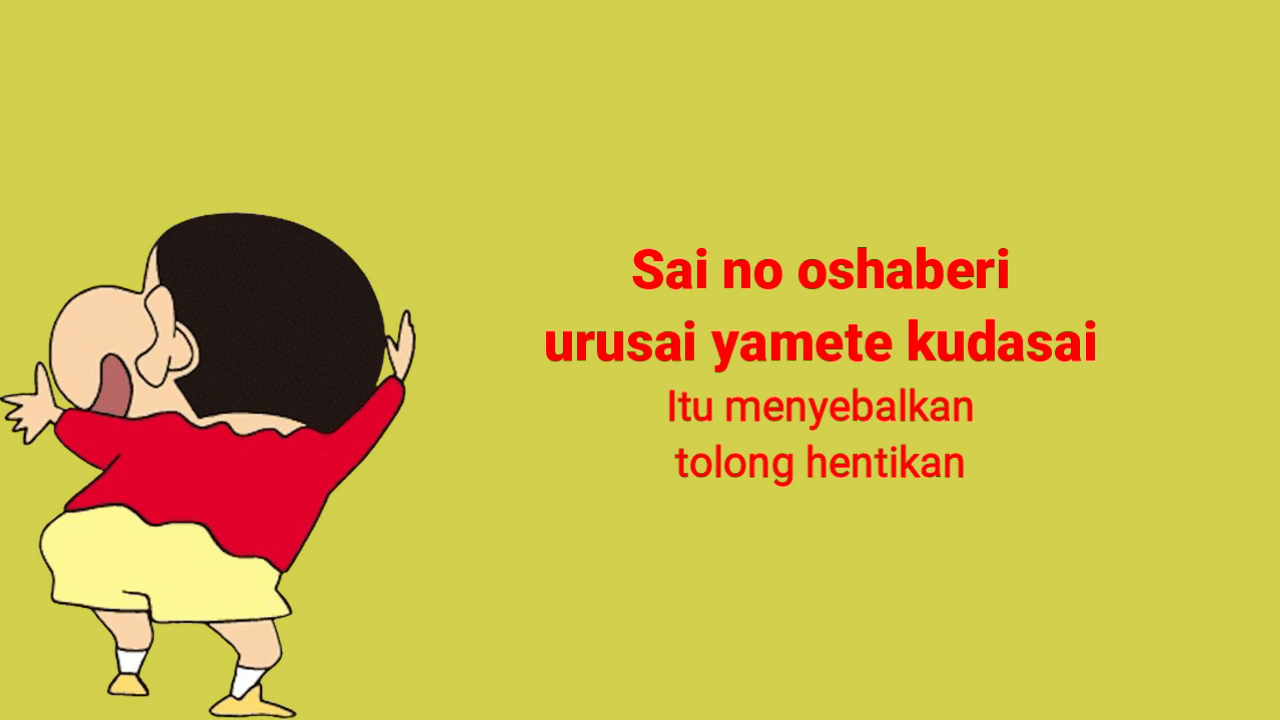 Sai no oshaberi
urusai yamete kudasai
Itu menyebalkan
tolong hentikan